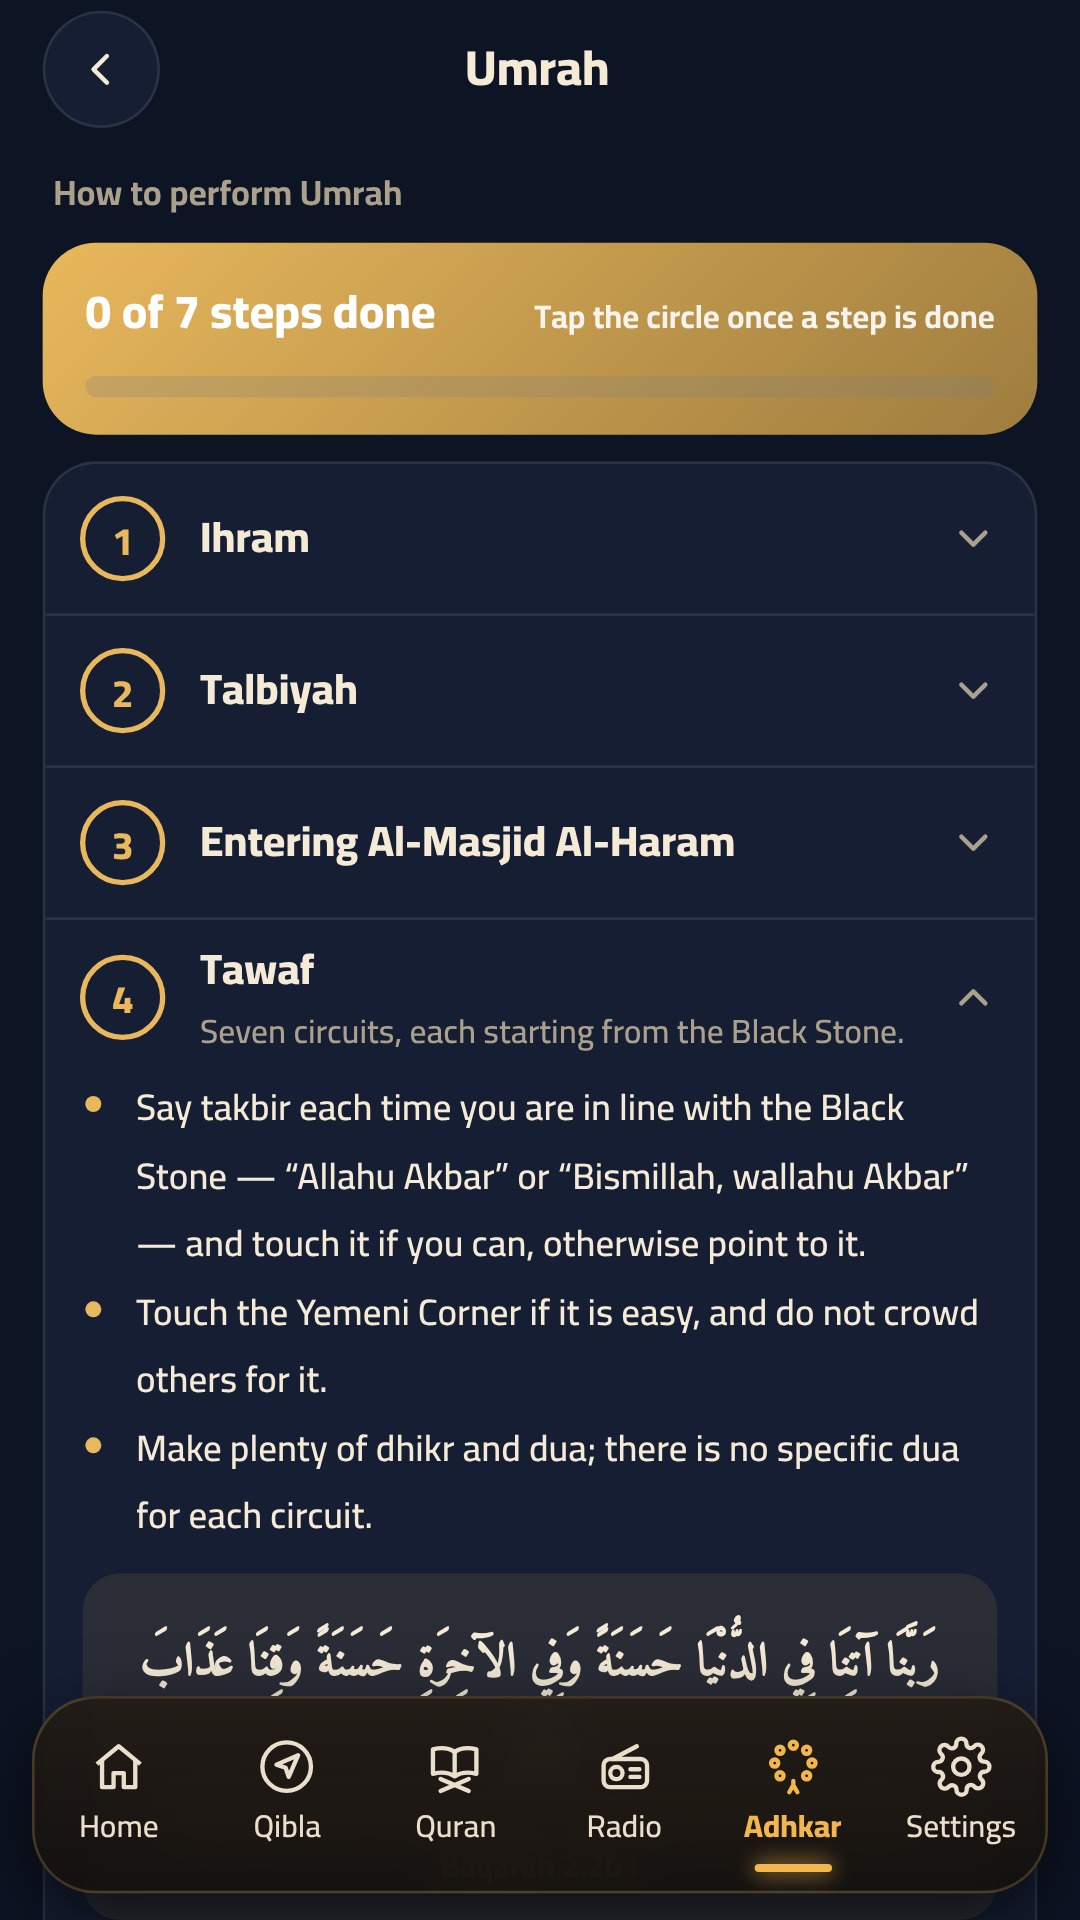 Umrah
How to perform Umrah
0 of 7 steps done
Tap the circle once a step is done
1 Ihram
2 Talbiyah
3 Entering Al-Masjid Al-Haram
4 Tawaf
Seven circuits, each starting from the Black Stone.
• Say takbir each time you are in line with the Black
Stone — “Allahu Akbar” or “Bismillah, wallahu Akbar”
— and touch it if you can, otherwise point to it.
• Touch the Yemeni Corner if it is easy, and do not crowd
others for it.
• Make plenty of dhikr and dua; there is no specific dua
for each circuit.
رَبَّنَا آتِنَا فِي الدُّنْيَا حَسَنَةً وَفِي الآخِرَةِ حَسَنَةً وَقِنَا عَذَابَ
Baqarah 2:201
Home Qibla Quran Radio Adhkar Settings